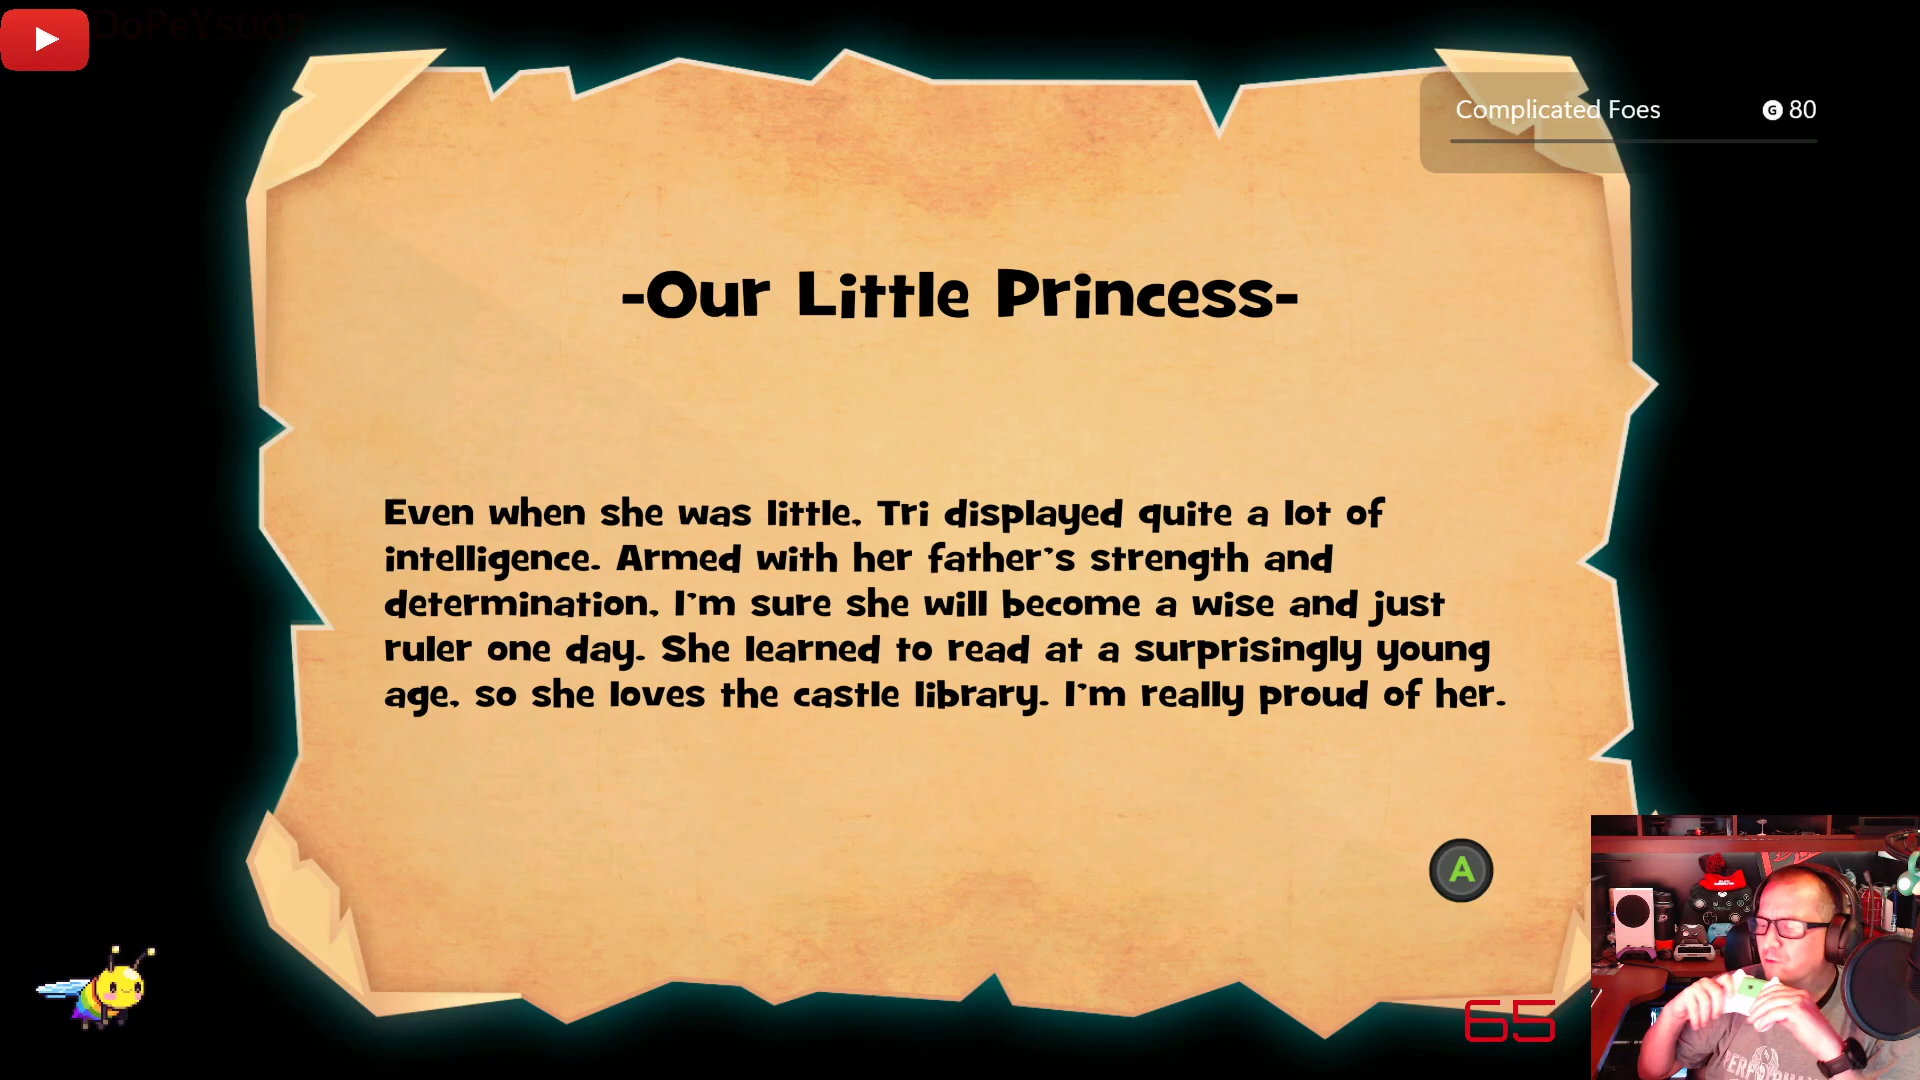 DoPeY5007
Complicated Foes G 80
-Our Little Princess-
Even when she was little, Tri displayed quite a lot of
intelligence. Armed with her father's strength and
determination, I'm sure she will become a wise and just
ruler one day. She learned to read at a surprisingly young
age, so she loves the castle library. I'm really proud of her.
A
65